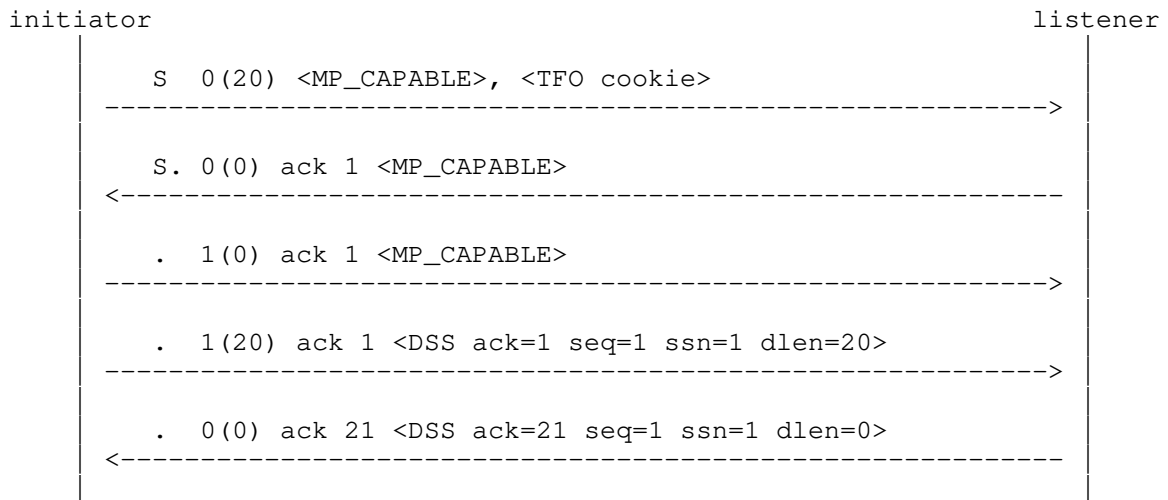 initiator listener
S 0(20) <MP_CAPABLE>, <TFO cookie>
S. 0(0) ack 1 <MP_CAPABLE>
. 1(0) ack 1 <MP_CAPABLE>
. 1(20) ack 1 <DSS ack=1 seq=1 ssn=1 dlen=20>
. 0(0) ack 21 <DSS ack=21 seq=1 ssn=1 dlen=0>